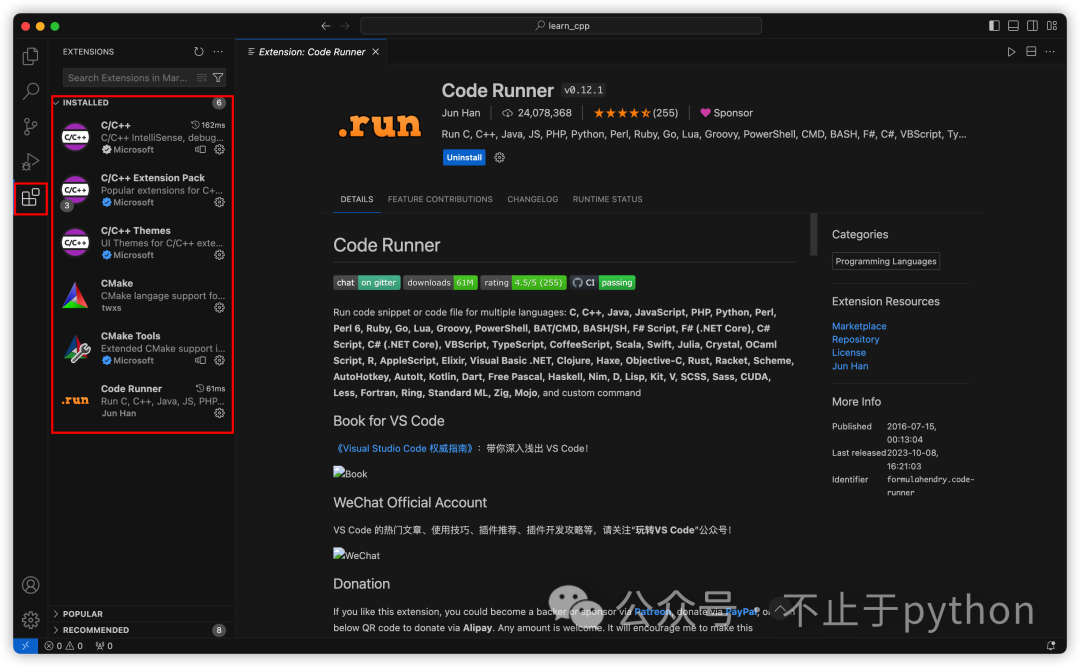 learn_cpp
EXTENSIONS
Search Extensions in Mar...
INSTALLED
6
C/C++
162ms
C/C++ IntelliSense, debug...
Microsoft
C/C++ Extension Pack
Popular extensions for C+...
Microsoft
3
C/C++ Themes
UI Themes for C/C++ exte...
Microsoft
CMake
CMake langage support fo...
twxs
CMake Tools
Extended CMake support i...
Microsoft
Code Runner
61ms
Run C, C++, Java, JS, PHP...
Jun Han
.run
POPULAR
RECOMMENDED
8
0 0 0
Extension: Code Runner
.run
Code Runner v0.12.1
Jun Han 24,078,368 (255) Sponsor
Run C, C++, Java, JS, PHP, Python, Perl, Ruby, Go, Lua, Groovy, PowerShell, CMD, BASH, F#, C#, VBScript, Ty...
Uninstall
DETAILS FEATURE CONTRIBUTIONS CHANGELOG RUNTIME STATUS
Code Runner
chat on gitter downloads 61M rating 4.5/5 (255) CI passing
Run code snippet or code file for multiple languages: C, C++, Java, JavaScript, PHP, Python, Perl,
Perl 6, Ruby, Go, Lua, Groovy, PowerShell, BAT/CMD, BASH/SH, F# Script, F# (.NET Core), C#
Script, C# (.NET Core), VBScript, TypeScript, CoffeeScript, Scala, Swift, Julia, Crystal, OCaml
Script, R, AppleScript, Elixir, Visual Basic .NET, Clojure, Haxe, Objective-C, Rust, Racket, Scheme,
AutoHotkey, AutoIt, Kotlin, Dart, Free Pascal, Haskell, Nim, D, Lisp, Kit, V, SCSS, Sass, CUDA,
Less, Fortran, Ring, Standard ML, Zig, Mojo, and custom command
Book for VS Code
《Visual Studio Code 权威指南》：带你深入浅出 VS Code!
Book
WeChat Official Account
VS Code 的热门文章、使用技巧、插件推荐、插件开发攻略等，请关注“玩转VS Code”公众号!
WeChat
Donation
If you like this extension, you could become a backer or sponsor via Patreon, donate via PayPal, o
below QR code to donate via Alipay. Any amount is welcome. It will encourage me to make this
Categories
Programming Languages
Extension Resources
Marketplace
Repository
License
Jun Han
More Info
Published 2016-07-15,
00:13:04
Last released 2023-10-08,
16:21:03
Identifier formulahendry.code-
runner
公众号 不止于python